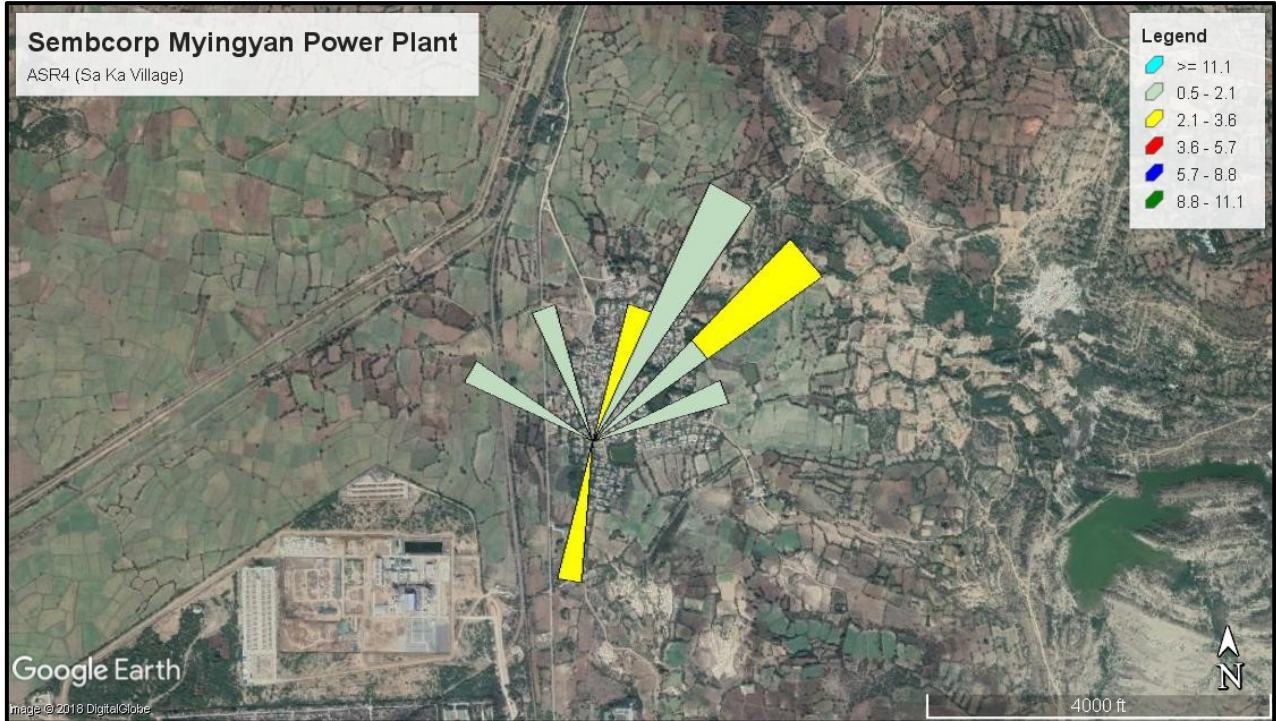 Sembcorp Myingyan Power Plant
ASR4 (Sa Ka Village)
Legend
>= 11.1
0.5 - 2.1
2.1 - 3.6
3.6 - 5.7
5.7 - 8.8
8.8 - 11.1
Google Earth
Image © 2018 DigitalGlobe
N
4000 ft